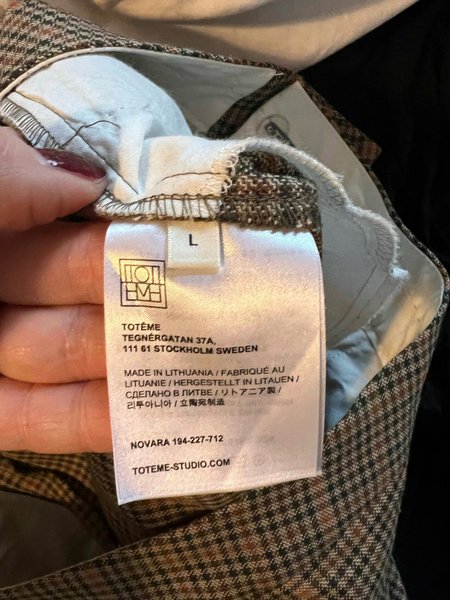 L
TOTEME
TOTÊME
TEGNÉRGATAN 37A,
111 61 STOCKHOLM SWEDEN
MADE IN LITHUANIA / FABRIQUÉ AU
LITUANIE / HERGESTELLT IN LITAUEN /
СДЕЛАНО В ЛИТВЕ / リトアニア製 /
리투아니아 / 立陶宛制造
NOVARA 194-227-712
TOTEME-STUDIO.COM